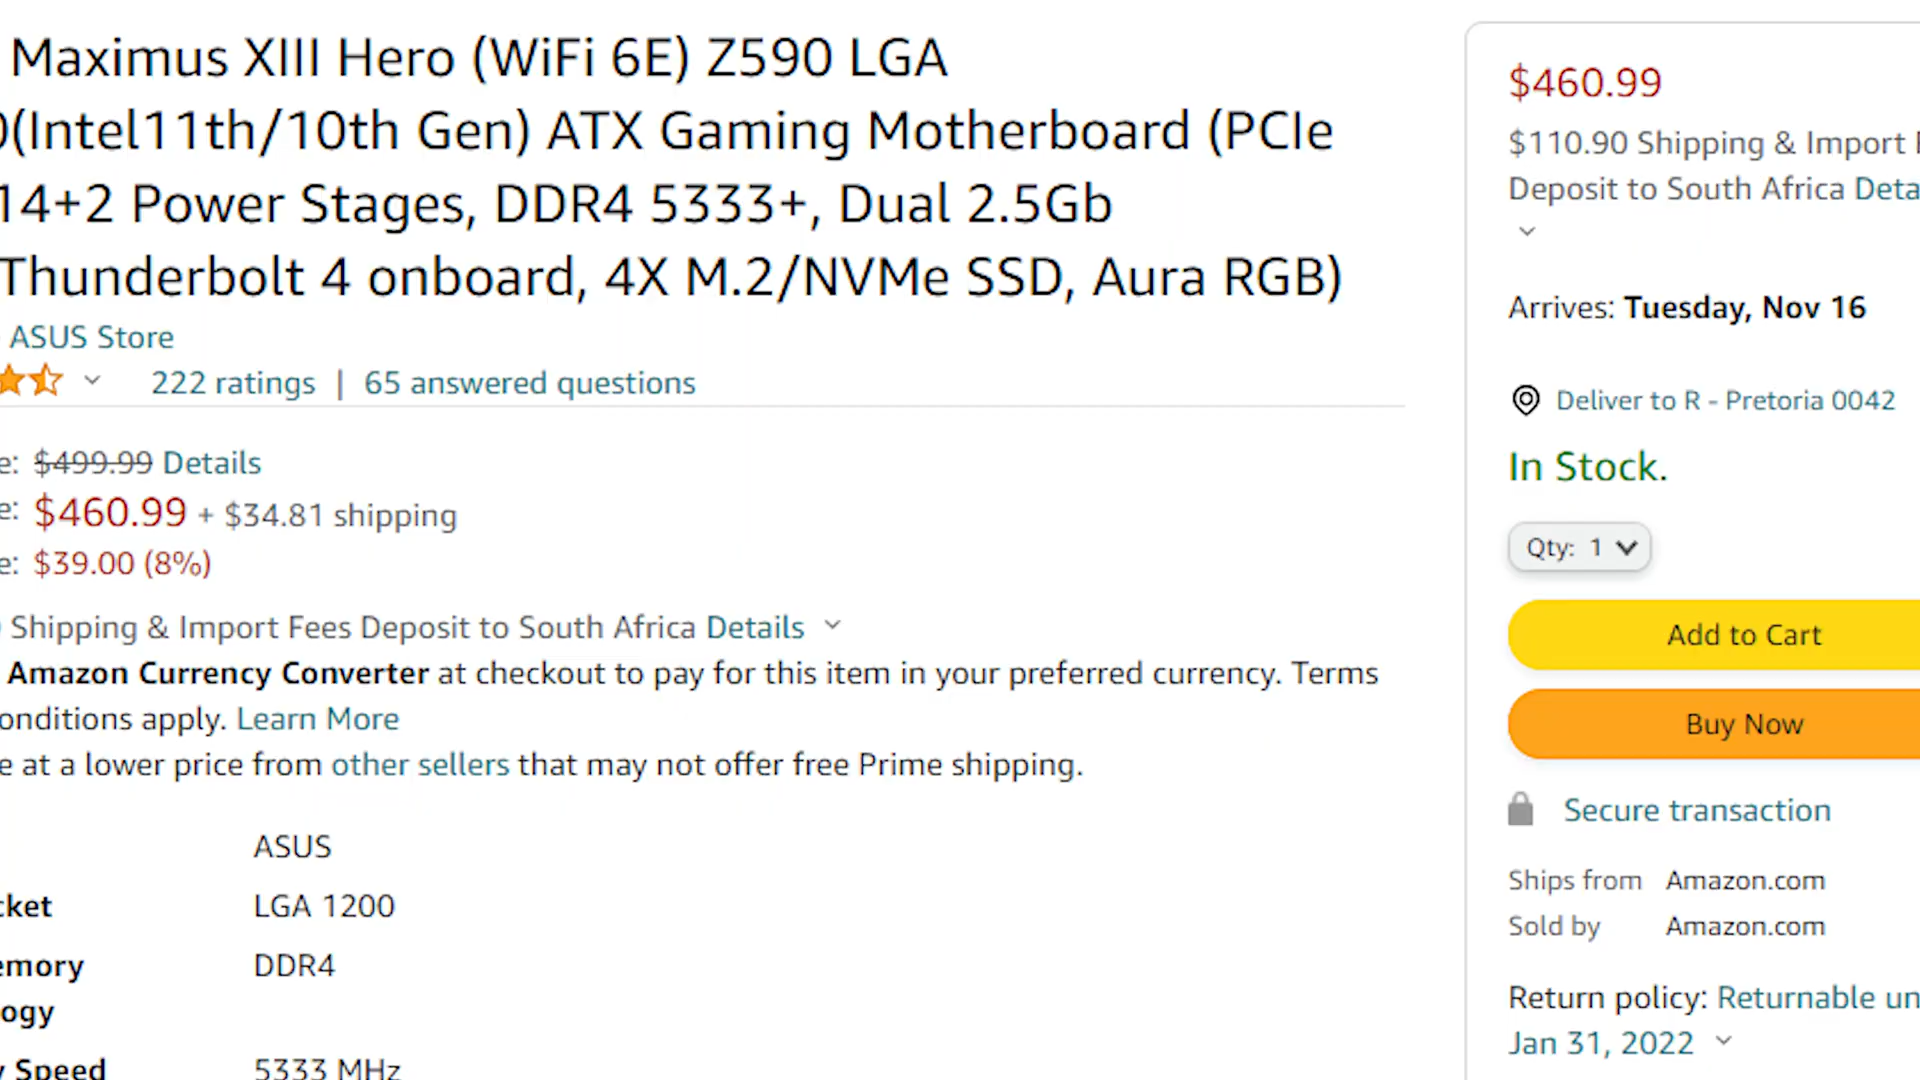 Maximus XIII Hero (WiFi 6E) Z590 LGA
(Intel11th/10th Gen) ATX Gaming Motherboard (PCIe
14+2 Power Stages, DDR4 5333+, Dual 2.5Gb
Thunderbolt 4 onboard, 4X M.2/NVMe SSD, Aura RGB)
ASUS Store
222 ratings | 65 answered questions
e: $499.99 Details
e: $460.99 + $34.81 shipping
e: $39.00 (8%)
Shipping & Import Fees Deposit to South Africa Details
Amazon Currency Converter at checkout to pay for this item in your preferred currency. Terms
onditions apply. Learn More
e at a lower price from other sellers that may not offer free Prime shipping.
ASUS
cket LGA 1200
emory DDR4
ogy
y Speed 5333 MHz
$460.99
$110.90 Shipping & Import
Deposit to South Africa Deta
Arrives: Tuesday, Nov 16
Deliver to R - Pretoria 0042
In Stock.
Qty: 1
Add to Cart
Buy Now
Secure transaction
Ships from Amazon.com
Sold by Amazon.com
Return policy: Returnable un
Jan 31, 2022